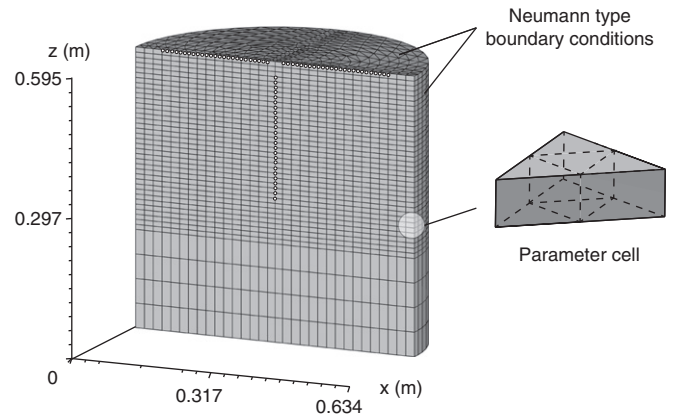 Neumann type
boundary conditions
z (m)
0.595
0.297
Parameter cell
0
0.317
0.634
x (m)